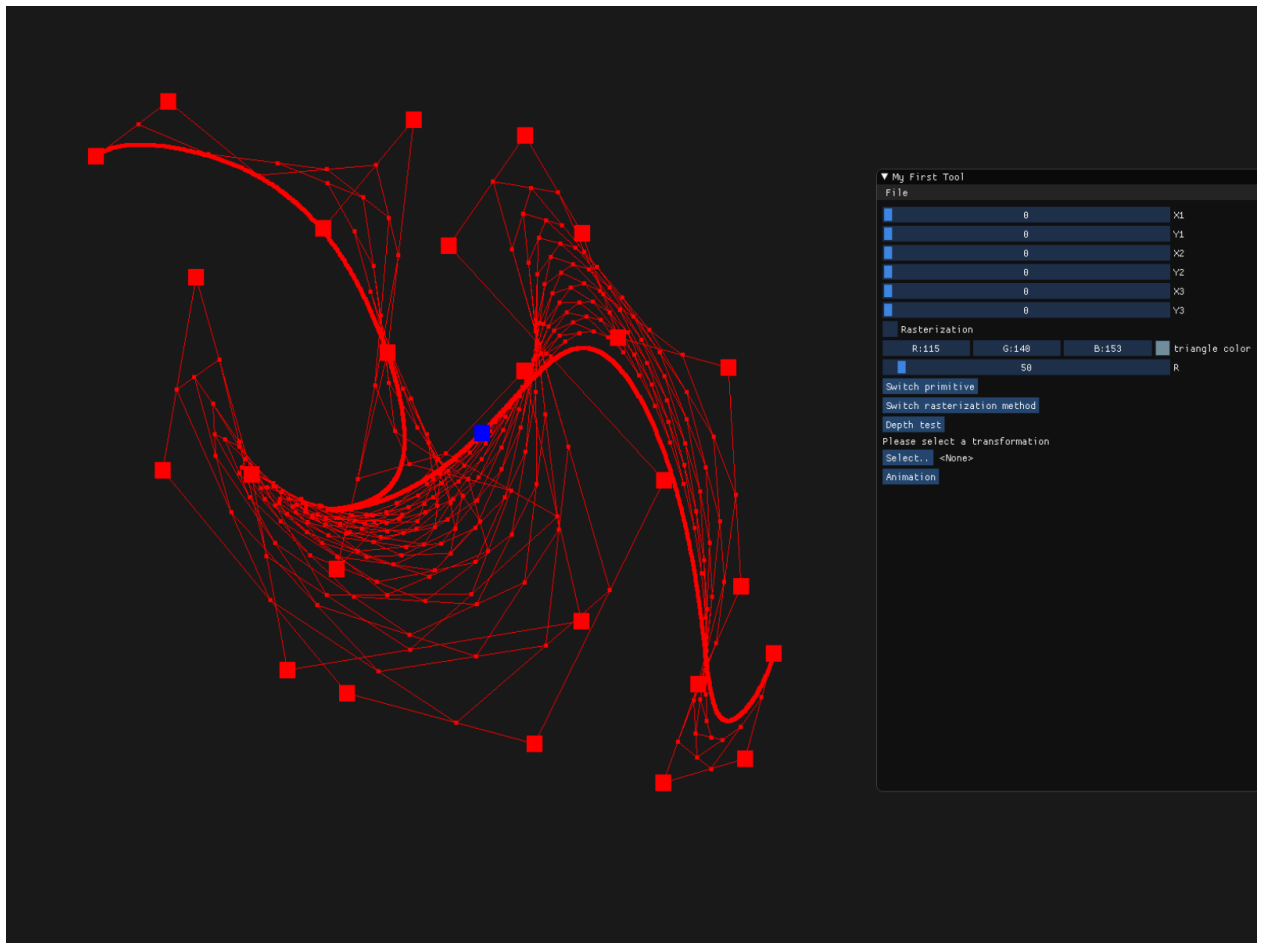 ▼ My First Tool
File
0 X1
0 Y1
0 X2
0 Y2
0 X3
0 Y3
Rasterization
R:115 G:140 B:153 triangle color
50 R
Switch primitive
Switch rasterization method
Depth test
Please select a transformation
Select.. <None>
Animation